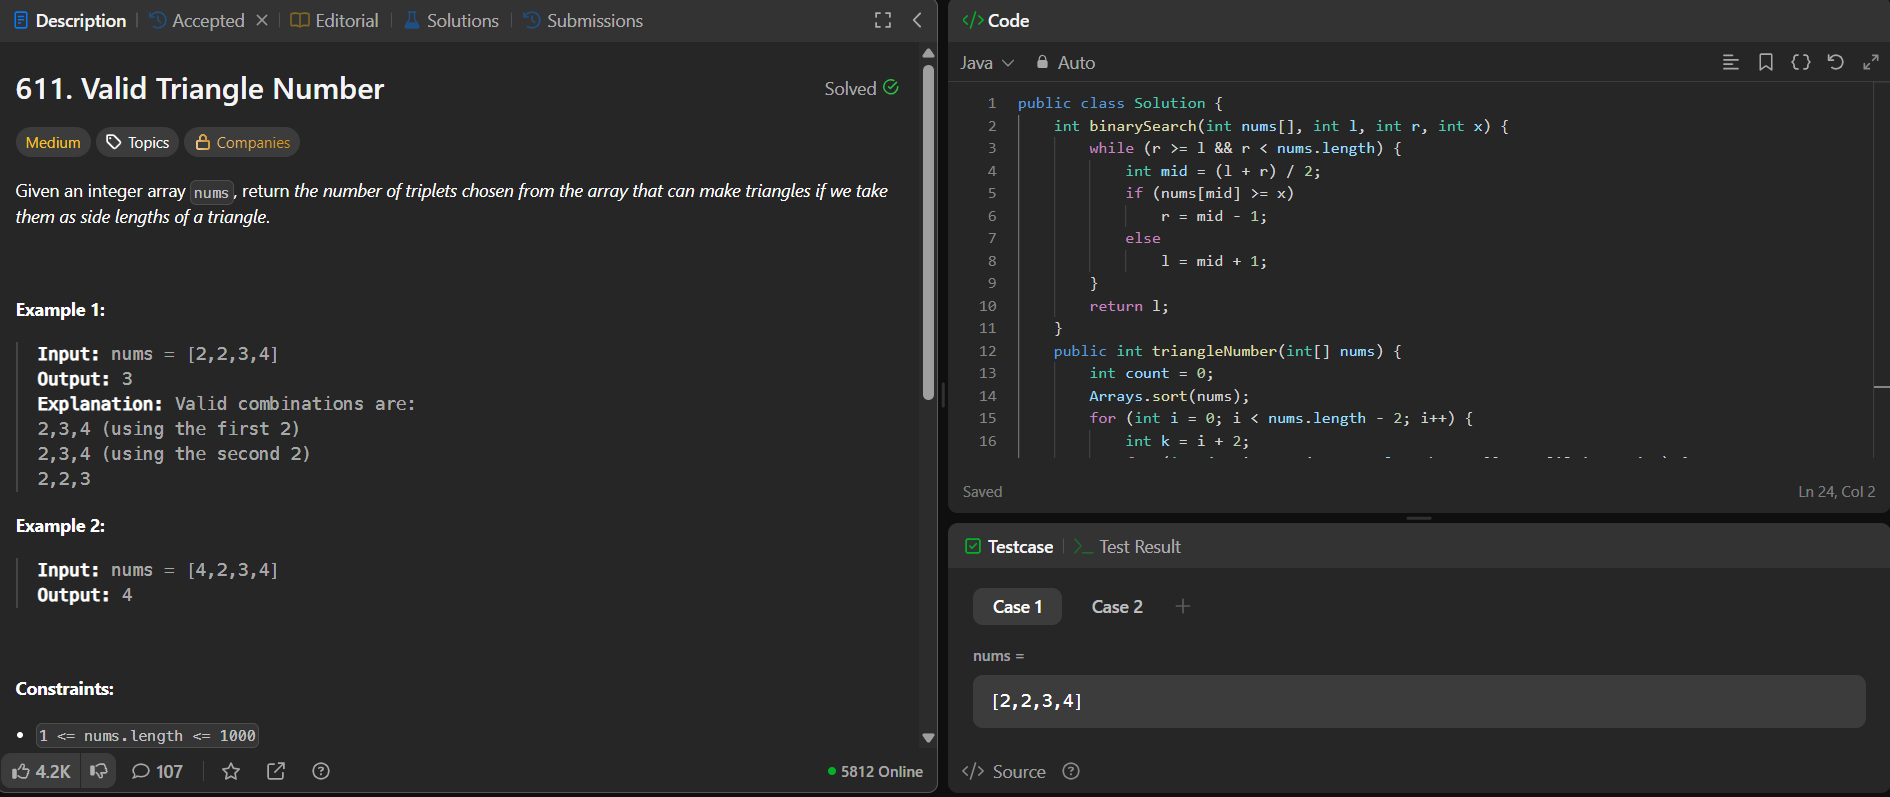 Description
Accepted
Editorial
Solutions
Submissions
611. Valid Triangle Number
Solved
Medium
Topics
Companies
Given an integer array nums, return the number of triplets chosen from the array that can make triangles if we take
them as side lengths of a triangle.
Example 1:
Input: nums = [2,2,3,4]
Output: 3
Explanation: Valid combinations are:
2,3,4 (using the first 2)
2,3,4 (using the second 2)
2,2,3
Example 2:
Input: nums = [4,2,3,4]
Output: 4
Constraints:
• 1 <= nums.length <= 1000
4.2K
107
5812 Online
</> Code
Java
Auto
1 public class Solution {
2 int binarySearch(int nums[], int l, int r, int x) {
3 while (r >= l && r < nums.length) {
4 int mid = (l + r) / 2;
5 if (nums[mid] >= x)
6 r = mid - 1;
7 else
8 l = mid + 1;
9 }
10 return l;
11 }
12 public int triangleNumber(int[] nums) {
13 int count = 0;
14 Arrays.sort(nums);
15 for (int i = 0; i < nums.length - 2; i++) {
16 int k = i + 2;
Saved
Ln 24, Col 2
Testcase
Test Result
Case 1
Case 2
nums =
[2,2,3,4]
</> Source